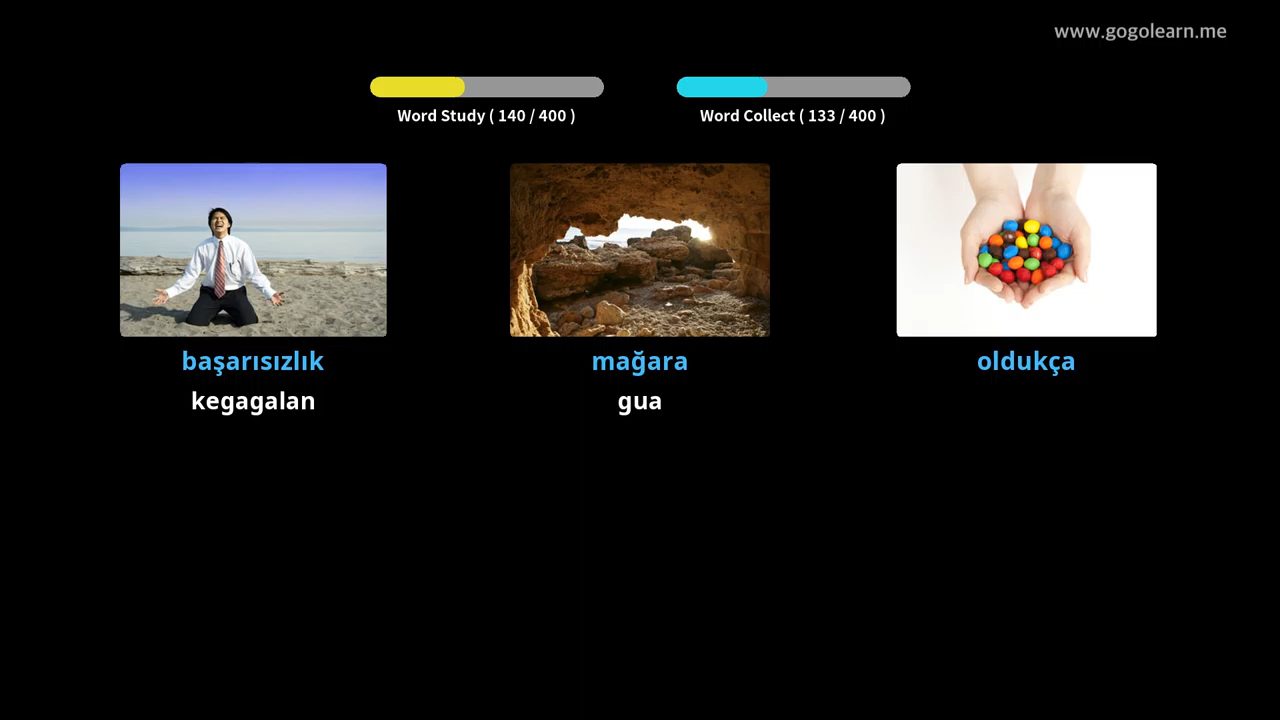 www.gogolearn.me
Word Study ( 140 / 400 )
Word Collect ( 133 / 400 )
başarısızlık
mağara
oldukça
kegagalan
gua